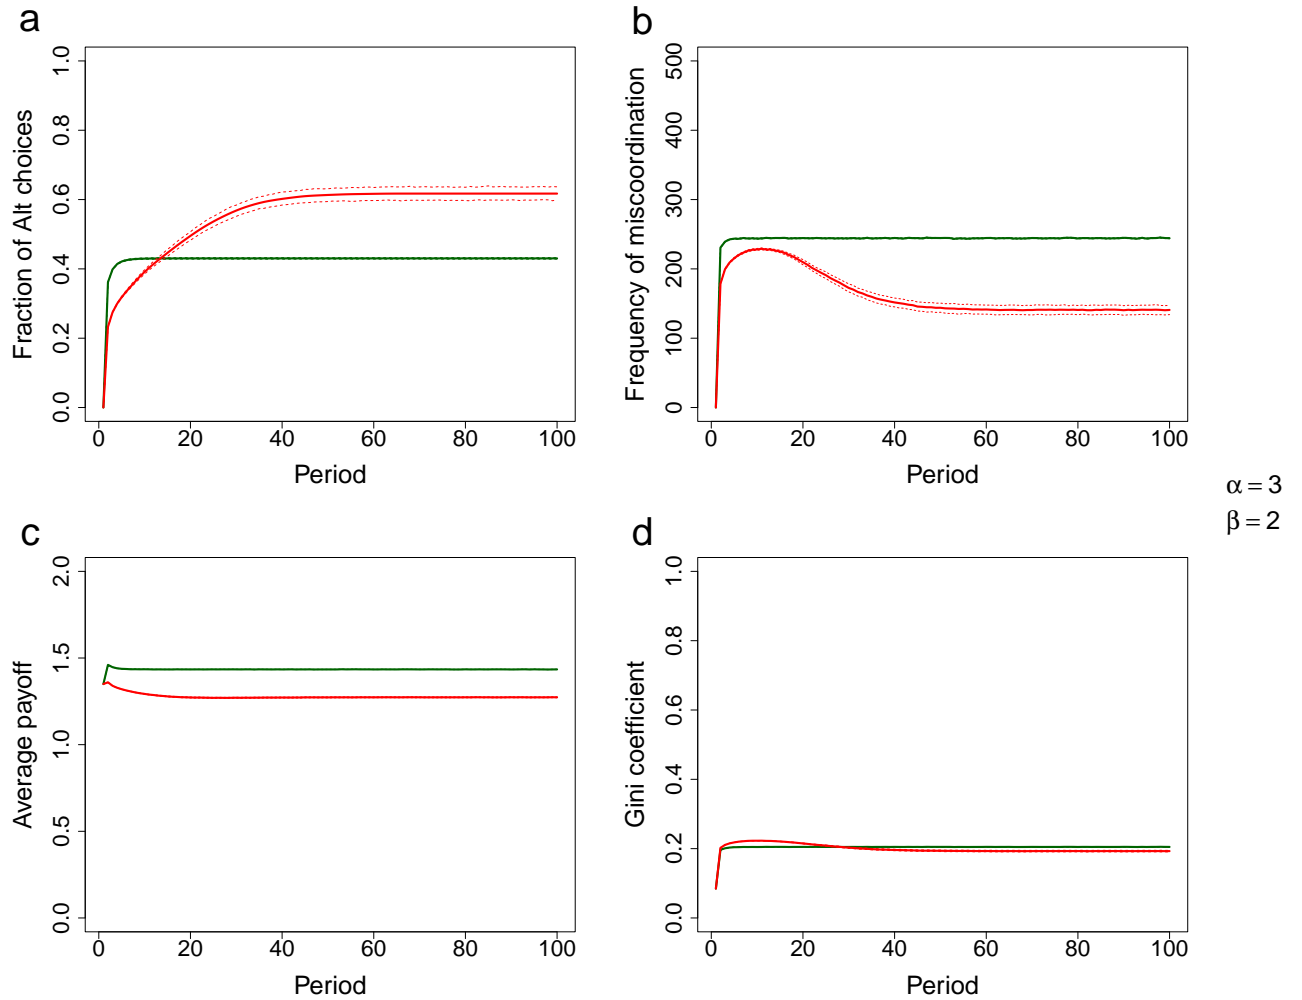 a
Fraction of Alt choices
1.0
0.8
0.6
0.4
0.2
0.0
0 20 40 60 80 100
Period
b
Frequency of miscoordination
500
400
300
200
100
0
0 20 40 60 80 100
Period
α = 3
β = 2
c
Average payoff
2.0
1.5
1.0
0.5
0.0
0 20 40 60 80 100
Period
d
Gini coefficient
1.0
0.8
0.6
0.4
0.2
0.0
0 20 40 60 80 100
Period